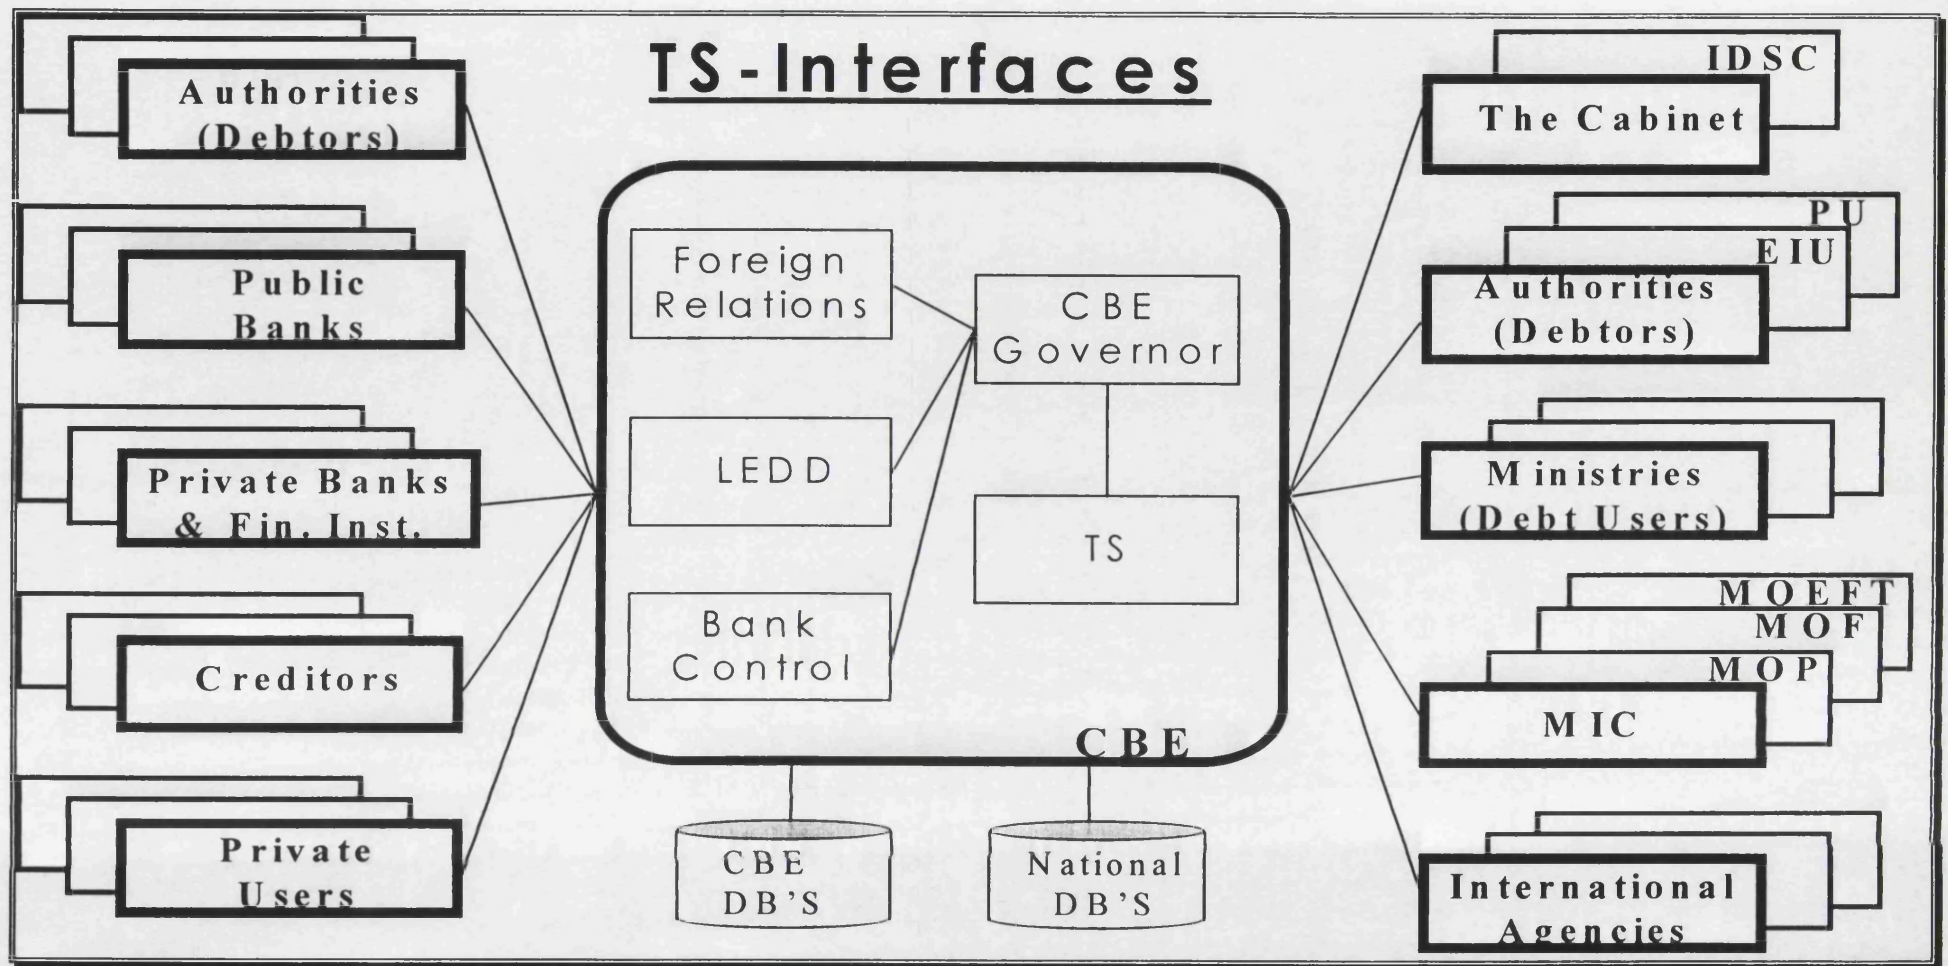 TS-Interfaces
Authorities
(Debtors)
Public
Banks
Private Banks
& Fin. Inst.
Creditors
Private
Users
Foreign
Relations
LEDD
Bank
Control
CBE
Governor
TS
CBE
CBE
DB'S
National
DB'S
IDSC
The Cabinet
PU
EIU
Authorities
(Debtors)
Ministries
(Debt Users)
MOEFT
MOF
MOP
MIC
International
Agencies